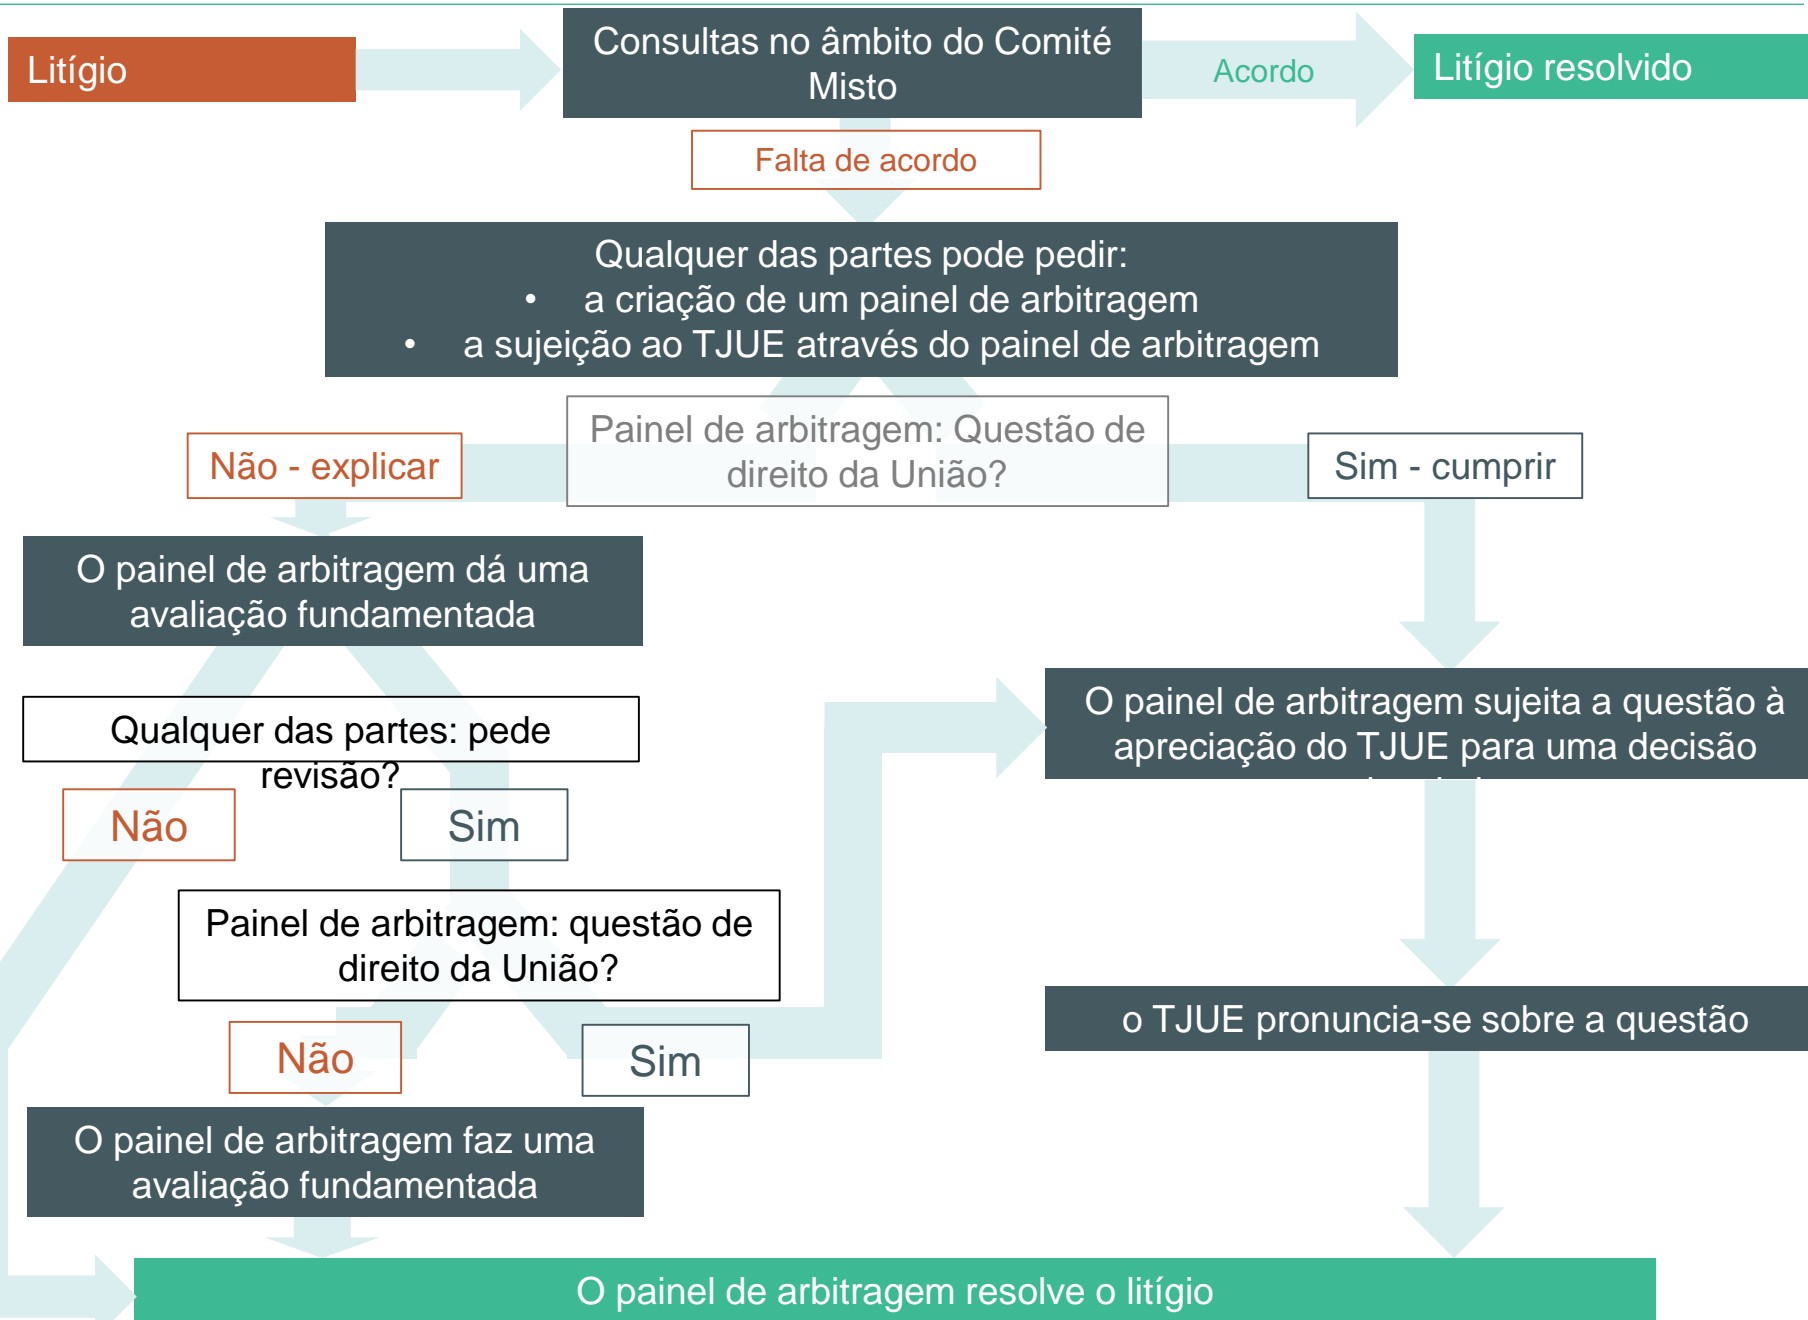 Litígio
Consultas no âmbito do Comité
Misto
Acordo
Litígio resolvido
Falta de acordo
Qualquer das partes pode pedir:
• a criação de um painel de arbitragem
• a sujeição ao TJUE através do painel de arbitragem
Painel de arbitragem: Questão de
direito da União?
Não - explicar
Sim - cumprir
O painel de arbitragem dá uma
avaliação fundamentada
Qualquer das partes: pede
revisão?
Não
Sim
O painel de arbitragem sujeita a questão à
apreciação do TJUE para uma decisão
Painel de arbitragem: questão de
direito da União?
Não
Sim
o TJUE pronuncia-se sobre a questão
O painel de arbitragem faz uma
avaliação fundamentada
O painel de arbitragem resolve o litígio